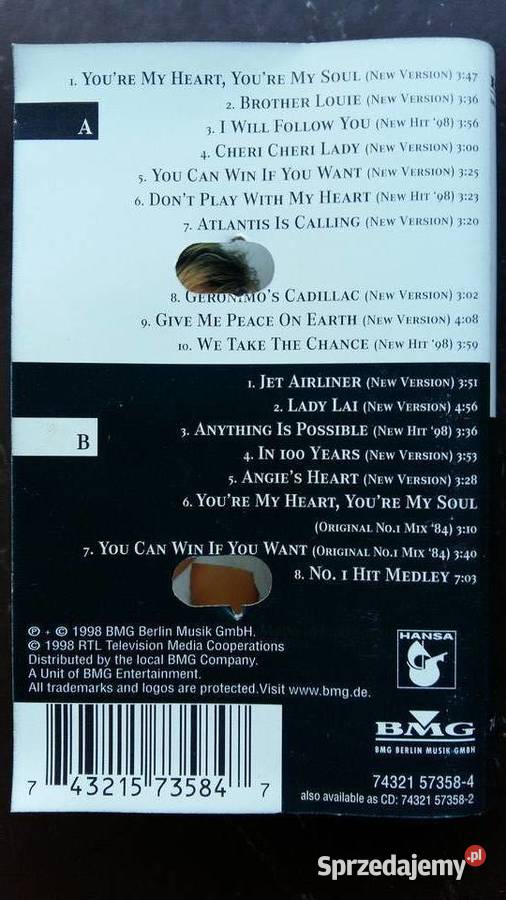 1. You're My Heart, You're My Soul (New Version) 3:47
2. Brother Louie (New Version) 3:36
A
3. I Will Follow You (New Hit '98) 3:56
4. Cheri Cheri Lady (New Version) 3:00
5. You Can Win If You Want (New Version) 3:25
6. Don't Play With My Heart (New Hit '98) 3:23
7. Atlantis Is Calling (New Version) 3:20
8. Geronimo's Cadillac (New Version) 3:02
9. Give Me Peace On Earth (New Version) 4:08
10. We Take The Chance (New Hit '98) 3:59
1. Jet Airliner (New Version) 3:51
2. Lady Lai (New Version) 4:56
3. Anything Is Possible (New Hit '98) 3:36
B
4. In 100 Years (New Version) 3:53
5. Angie's Heart (New Version) 3:28
6. You're My Heart, You're My Soul
(Original No.1 Mix '84) 3:10
7. You Can Win If You Want (Original No.1 Mix '84) 3:40
8. No. 1 Hit Medley 7:03
℗ + © 1998 BMG Berlin Musik GmbH.
© 1998 RTL Television Media Cooperations
Distributed by the local BMG Company.
A Unit of BMG Entertainment.
All trademarks and logos are protected.Visit www.bmg.de.
HANSA
BMG
BMG BERLIN MUSIK GMBH
7 43215 73584 7
74321 57358-4
also available as CD: 74321 57358-2
Sprzedajemy.pl